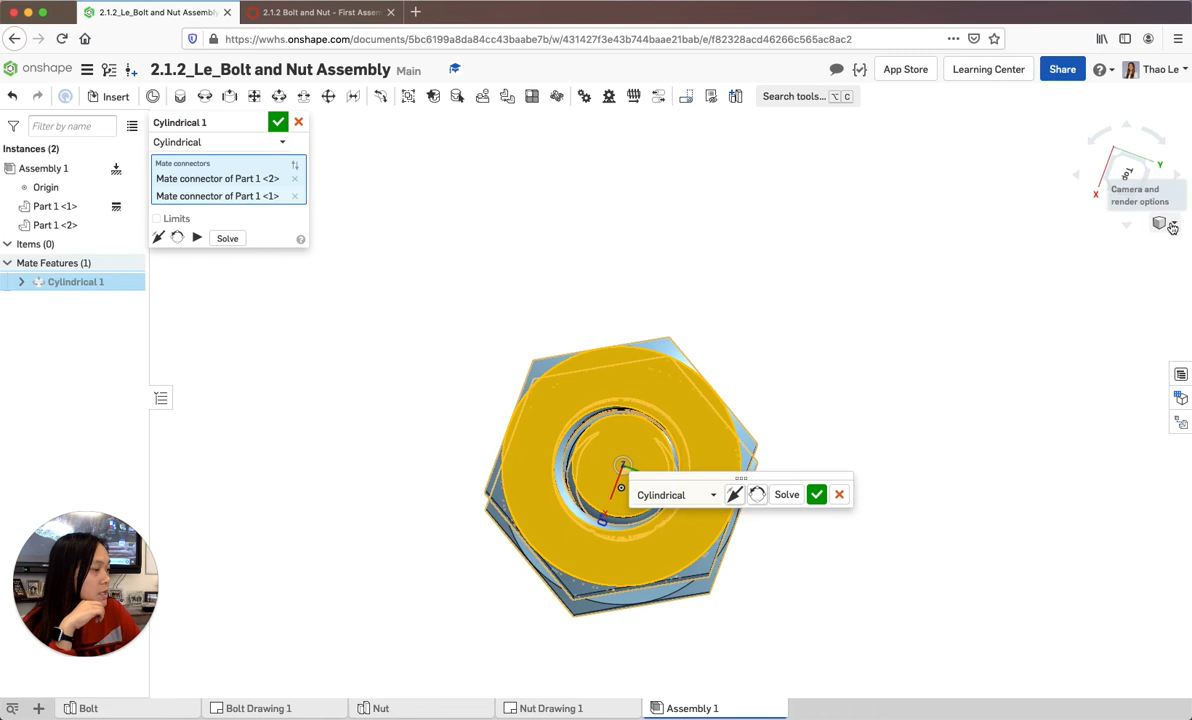 2.1.2_Le_Bolt and Nut Assembly
2.1.2 Bolt and Nut - First Assem
https://wwhs.onshape.com/documents/5bc6199a8da84cc43baabe7b/w/431427f3e43b744baae21bab/e/f82328acd46266c565ac8ac2
onshape
2.1.2_Le_Bolt and Nut Assembly Main
App Store
Learning Center
Share
Thao Le
Insert
Search tools... ⌥ C
Filter by name
Instances (2)
Assembly 1
Origin
Part 1 <1>
Part 1 <2>
Items (0)
Mate Features (1)
Cylindrical 1
Cylindrical 1
Cylindrical
Mate connectors
Mate connector of Part 1 <2>
Mate connector of Part 1 <1>
Limits
Solve
Top
X
Y
Camera and
render options
Z
Cylindrical
Solve
Bolt
Bolt Drawing 1
Nut
Nut Drawing 1
Assembly 1